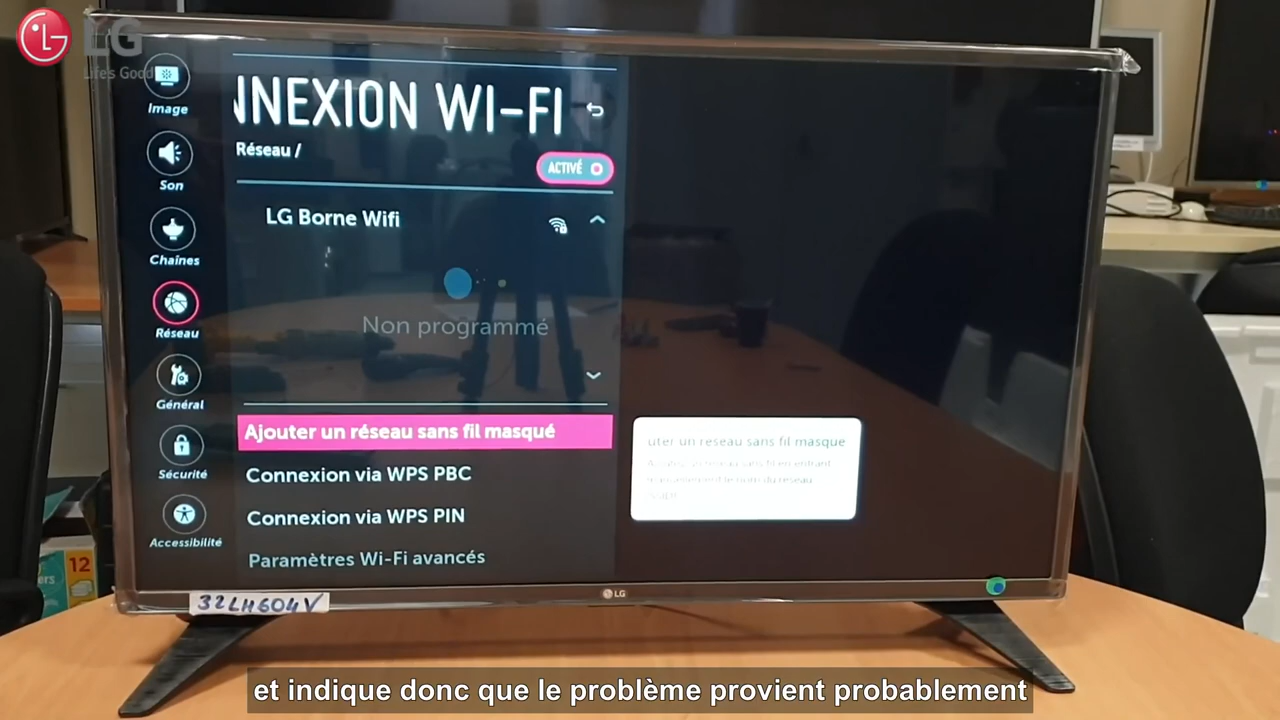 LG
Life's Good
Image
Son
Chaînes
Réseau
Général
Sécurité
Accessibilité
NNEXION WI-FI
Réseau /
ACTIVÉ
LG Borne Wifi
Non programmé
Ajouter un réseau sans fil masqué
Connexion via WPS PBC
Connexion via WPS PIN
Paramètres Wi-Fi avancés
uter un réseau sans fil masqué
12
32LH604V
LG
et indique donc que le problème provient probablement